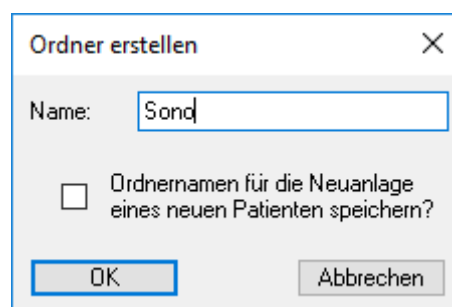 Ordner erstellen
Name: Sono
Ordnernamen für die Neuanlage
eines neuen Patienten speichern?
OK Abbrechen